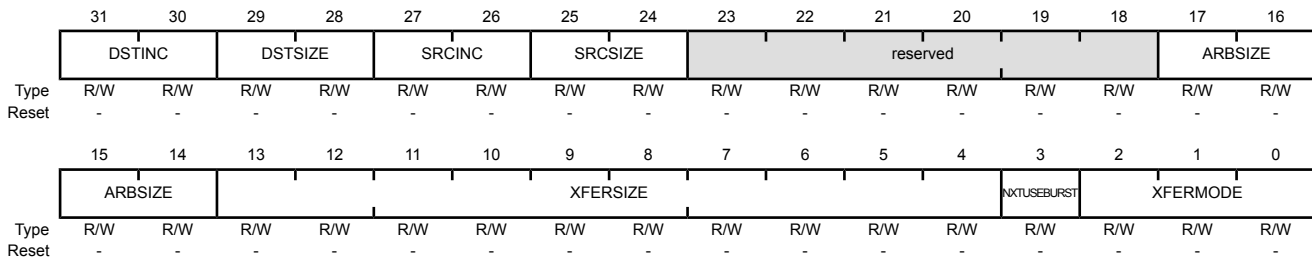 31 30 29 28 27 26 25 24 23 22 21 20 19 18 17 16
DSTINC DSTSIZE SRCINC SRCSIZE reserved ARBSIZE
Type R/W R/W R/W R/W R/W R/W R/W R/W R/W R/W R/W R/W R/W R/W R/W R/W
Reset - - - - - - - - - - - - - - - -
15 14 13 12 11 10 9 8 7 6 5 4 3 2 1 0
ARBSIZE XFERSIZE NXTUSEBURST XFERMODE
Type R/W R/W R/W R/W R/W R/W R/W R/W R/W R/W R/W R/W R/W R/W R/W R/W
Reset - - - - - - - - - - - - - - - -